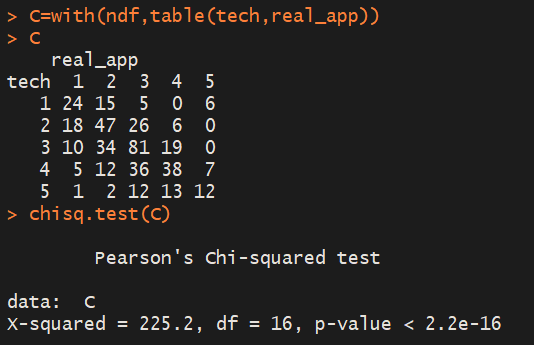 > C=with(ndf,table(tech,real_app))
> C
    real_app
tech  1  2  3  4  5
   1 24 15  5  0  6
   2 18 47 26  6  0
   3 10 34 81 19  0
   4  5 12 36 38  7
   5  1  2 12 13 12
> chisq.test(C)
        Pearson's Chi-squared test
data:  C
X-squared = 225.2, df = 16, p-value < 2.2e-16